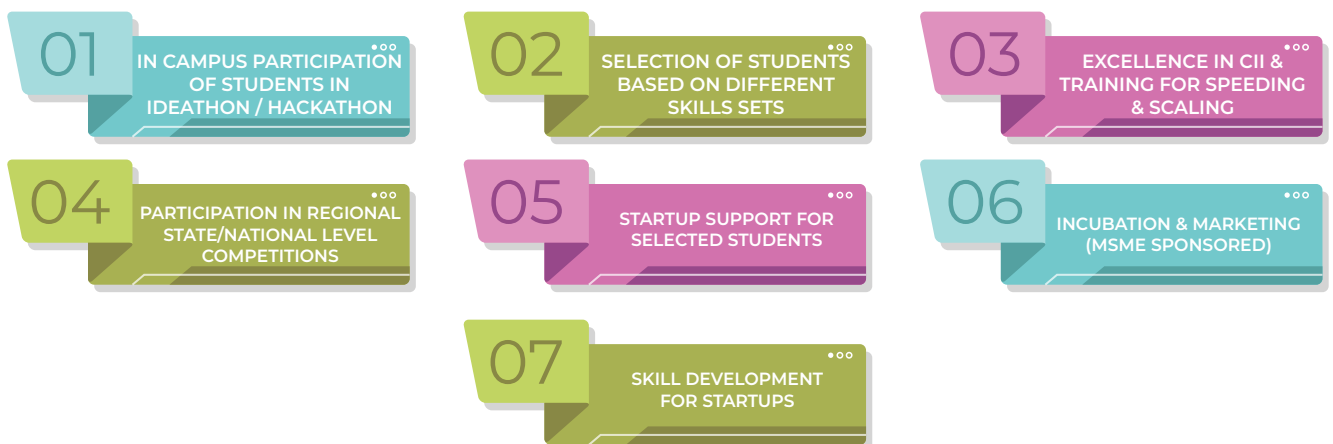 01
IN CAMPUS PARTICIPATION
OF STUDENTS IN
IDEATHON / HACKATHON
02
SELECTION OF STUDENTS
BASED ON DIFFERENT
SKILLS SETS
03
EXCELLENCE IN CII &
TRAINING FOR SPEEDING
& SCALING
04
PARTICIPATION IN REGIONAL
STATE/NATIONAL LEVEL
COMPETITIONS
05
STARTUP SUPPORT FOR
SELECTED STUDENTS
06
INCUBATION & MARKETING
(MSME SPONSORED)
07
SKILL DEVELOPMENT
FOR STARTUPS